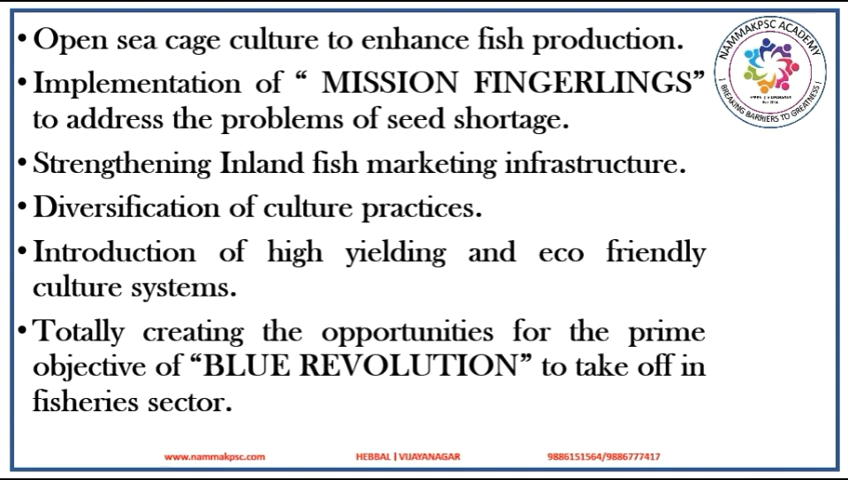 • Open sea cage culture to enhance fish production.
• Implementation of “ MISSION FINGERLINGS”
to address the problems of seed shortage.
• Strengthening Inland fish marketing infrastructure.
• Diversification of culture practices.
• Introduction of high yielding and eco friendly
culture systems.
• Totally creating the opportunities for the prime
objective of “BLUE REVOLUTION” to take off in
fisheries sector.
NAMMAKPSC ACADEMY
! BREAKING BARRIERS TO GREATNESS !
www.nammakpsc.com HEBBAL | VIJAYANAGAR 9886151564/9886777417